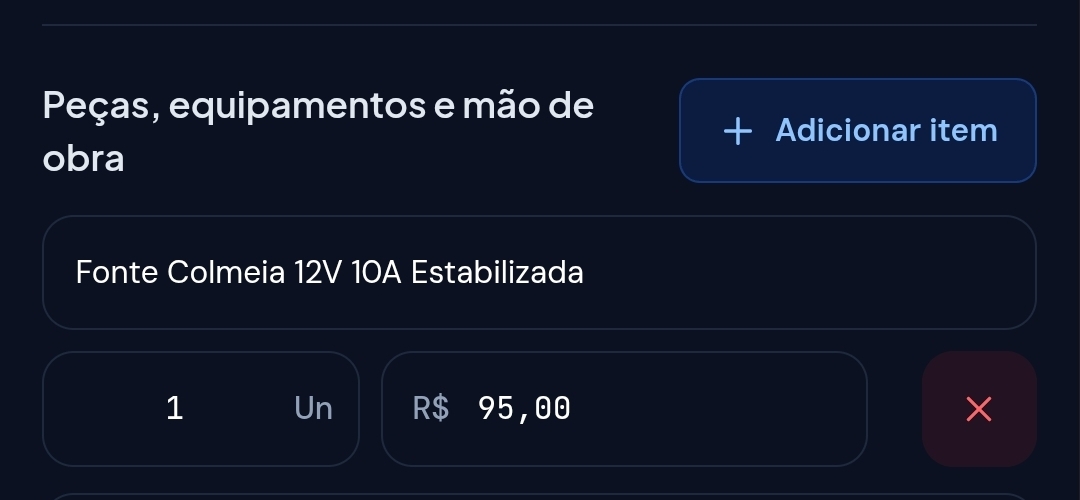 Peças, equipamentos e mão de
obra
Adicionar item
Fonte Colmeia 12V 10A Estabilizada
1 Un R$ 95,00